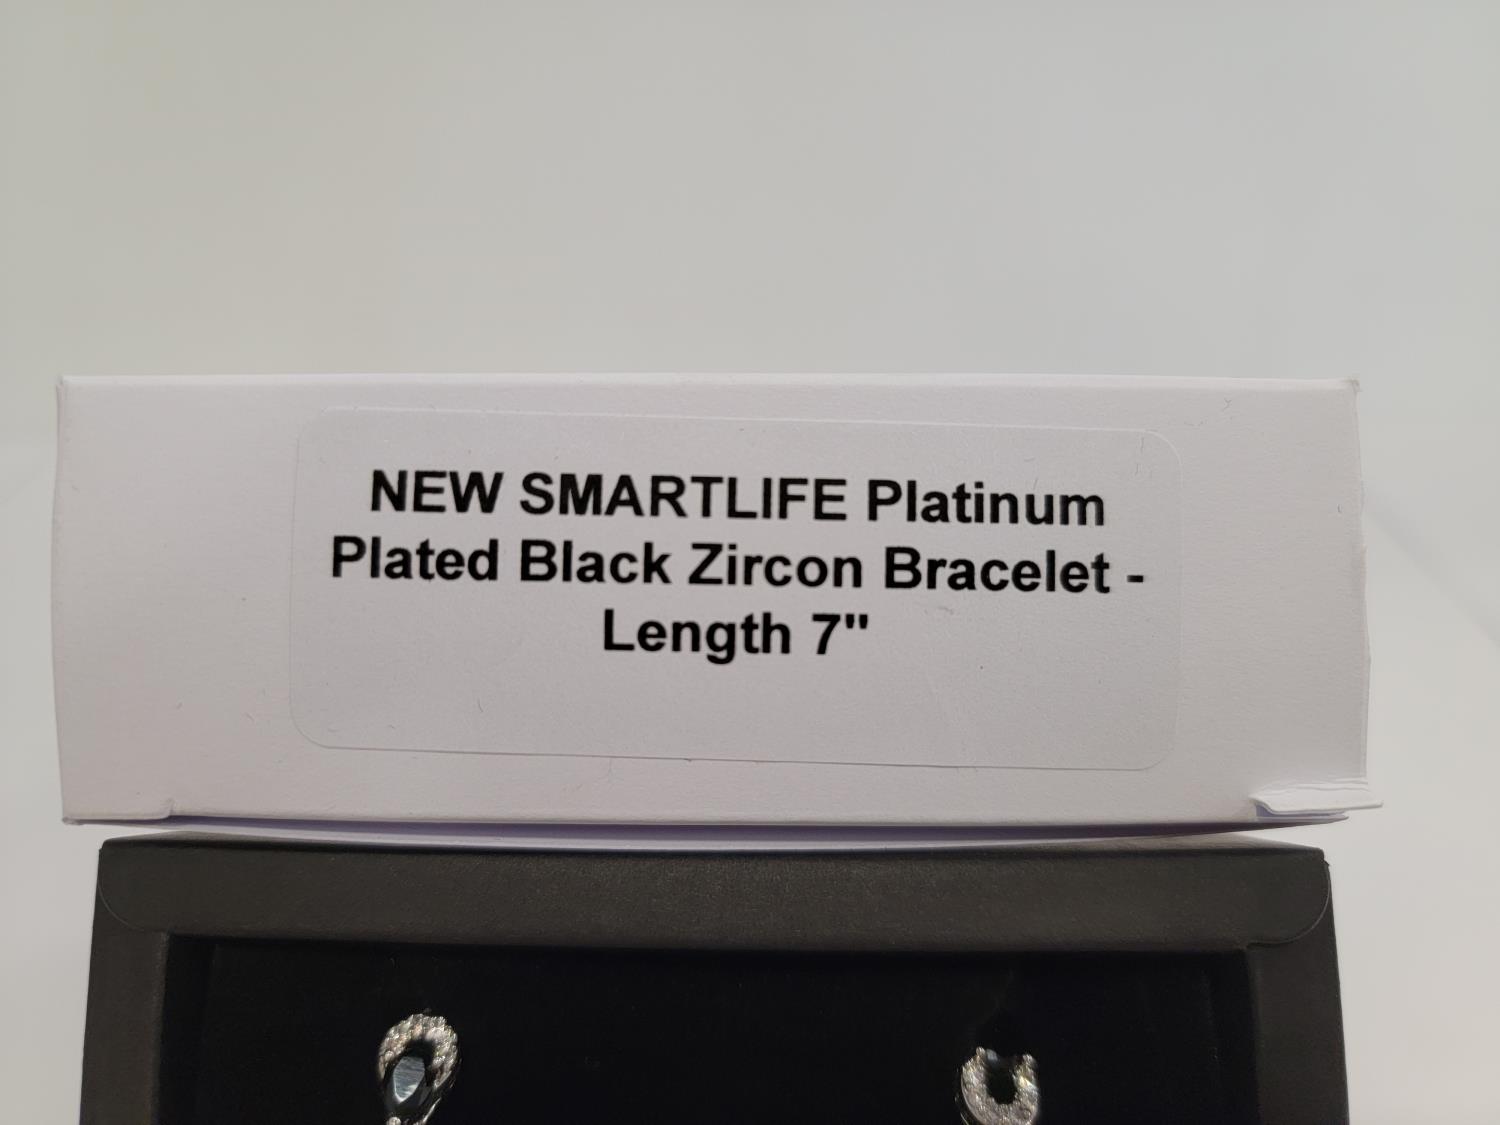 NEW SMARTLIFE Platinum
Plated Black Zircon Bracelet -
Length 7"